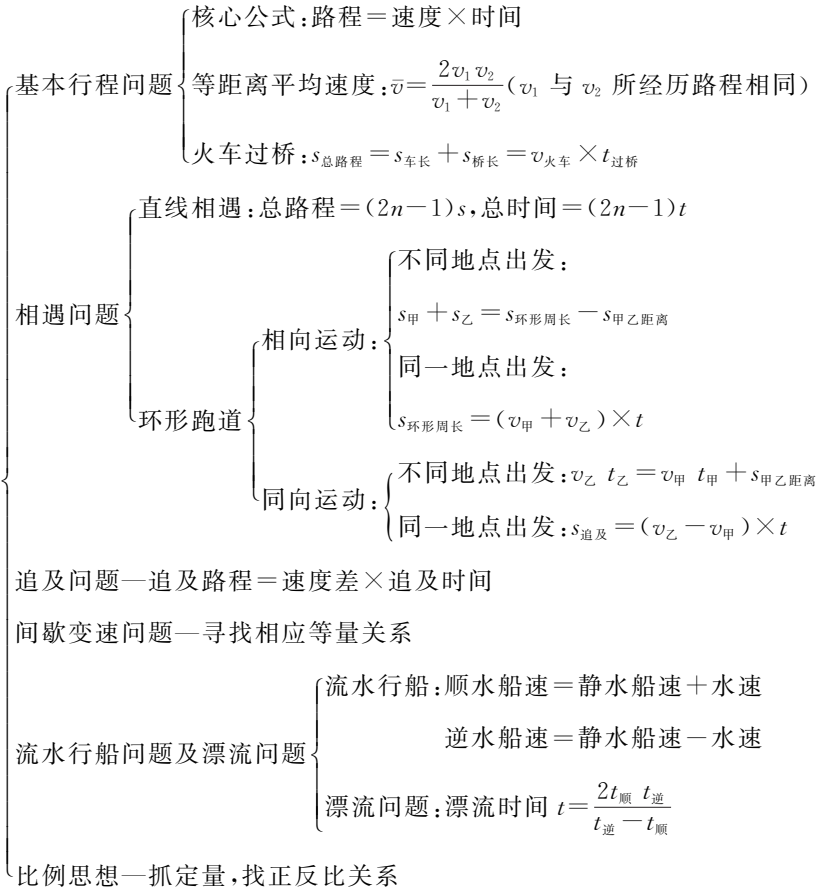 核心公式:路程=速度×时间
基本行程问题
等距离平均速度:v̄=2v₁v₂/(v₁+v₂)(v₁ 与 v₂ 所经历路程相同)
火车过桥:s总路程=s车长+s桥长=v火车×t过桥
直线相遇:总路程=(2n-1)s,总时间=(2n-1)t
相遇问题
不同地点出发:
s甲+s乙=s环形周长-s甲乙距离
相向运动:
同一地点出发:
s环形周长=(v甲+v乙)×t
环形跑道
不同地点出发:v乙 t乙=v甲 t甲+s甲乙距离
同向运动:
同一地点出发:s追及=(v乙-v甲)×t
追及问题—追及路程=速度差×追及时间
间歇变速问题—寻找相应等量关系
流水行船:顺水船速=静水船速+水速
流水行船问题及漂流问题
逆水船速=静水船速-水速
漂流问题:漂流时间 t=2t顺 t逆/(t逆-t顺)
比例思想—抓定量,找正反比关系